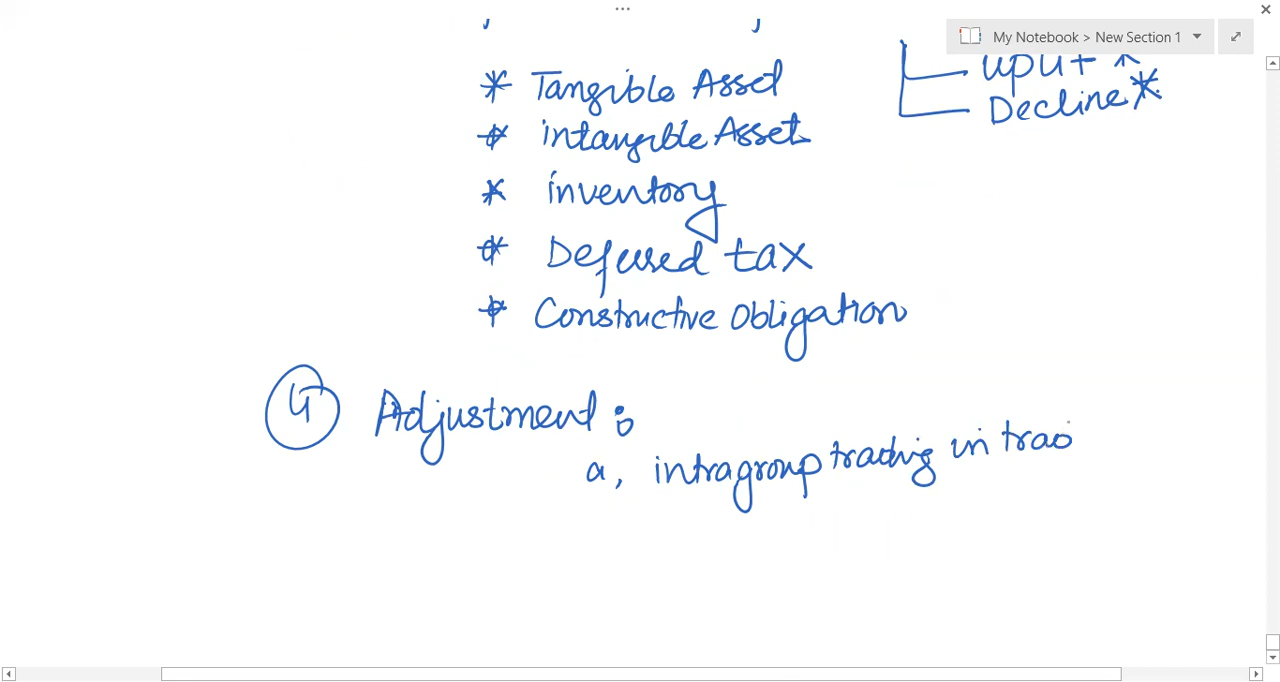 My Notebook > New Section 1
* Tangible Asset
* intangible Asset
* inventory
* Deferred tax
* Constructive Obligation
Decline *
4 Adjustment :
a, intragroup trading in